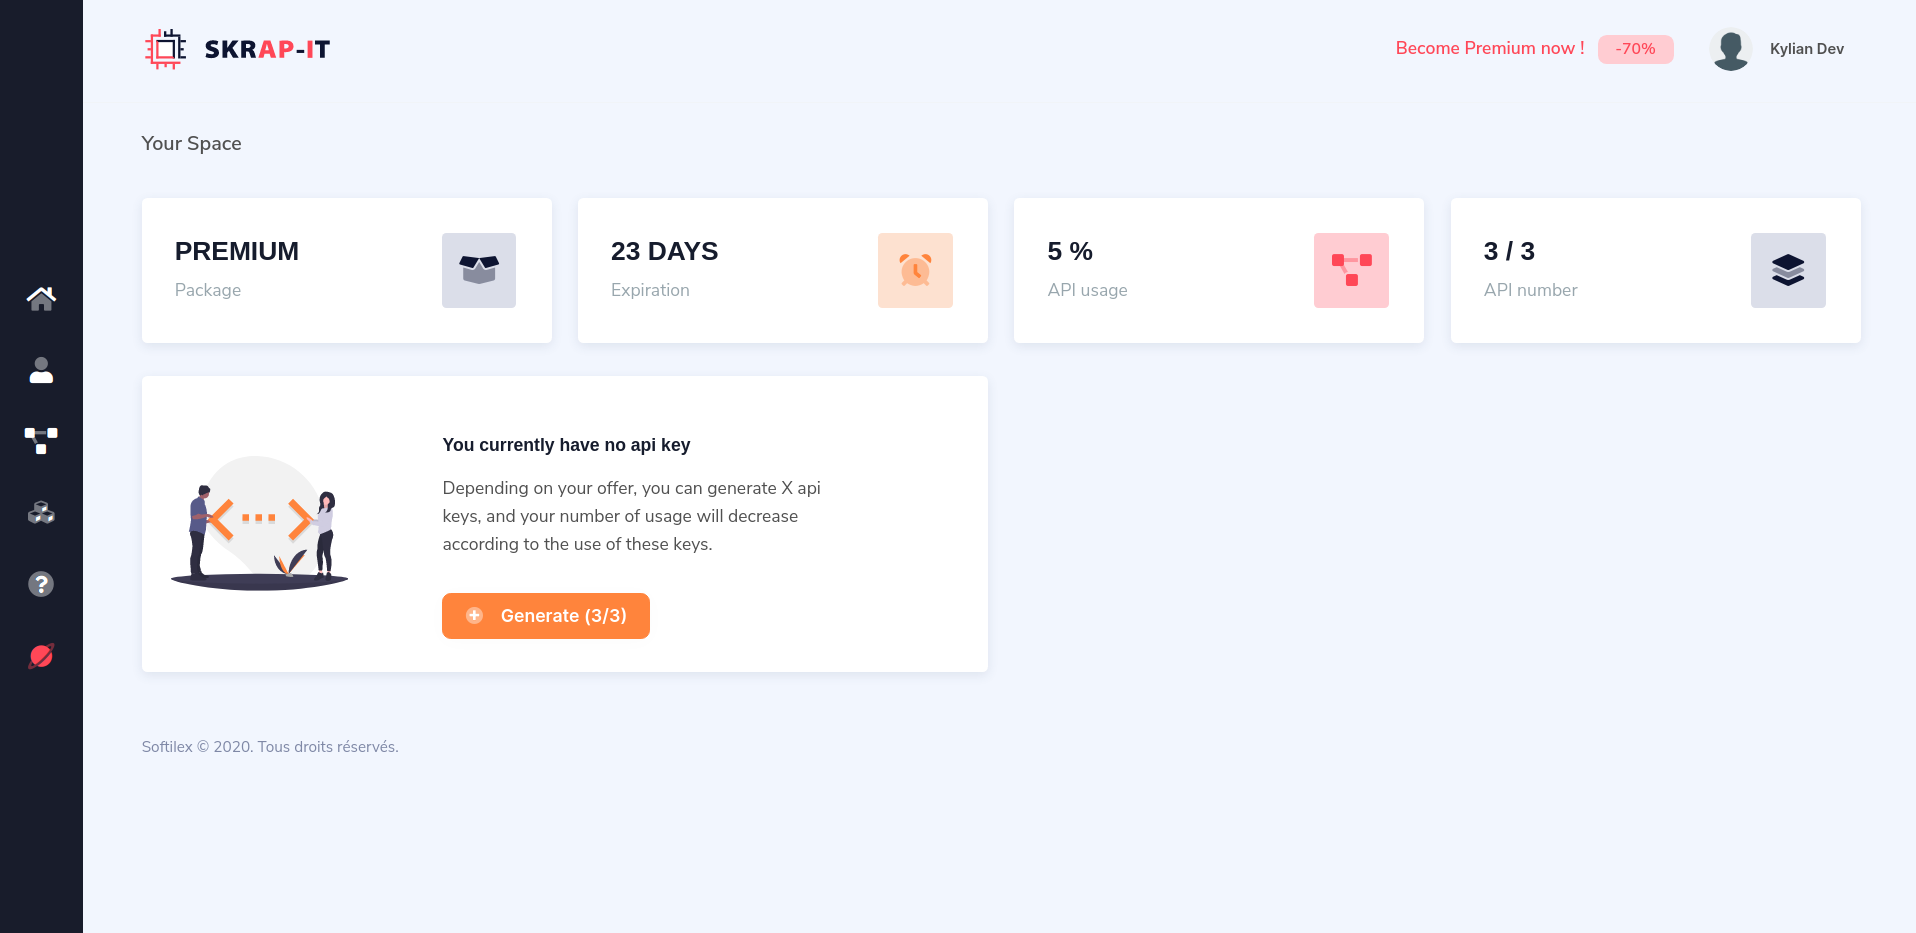 SKRAP-IT
Become Premium now !
-70%
Kylian Dev
Your Space
PREMIUM
Package
23 DAYS
Expiration
5 %
API usage
3 / 3
API number
You currently have no api key
Depending on your offer, you can generate X api
keys, and your number of usage will decrease
according to the use of these keys.
Generate (3/3)
Softilex © 2020. Tous droits réservés.